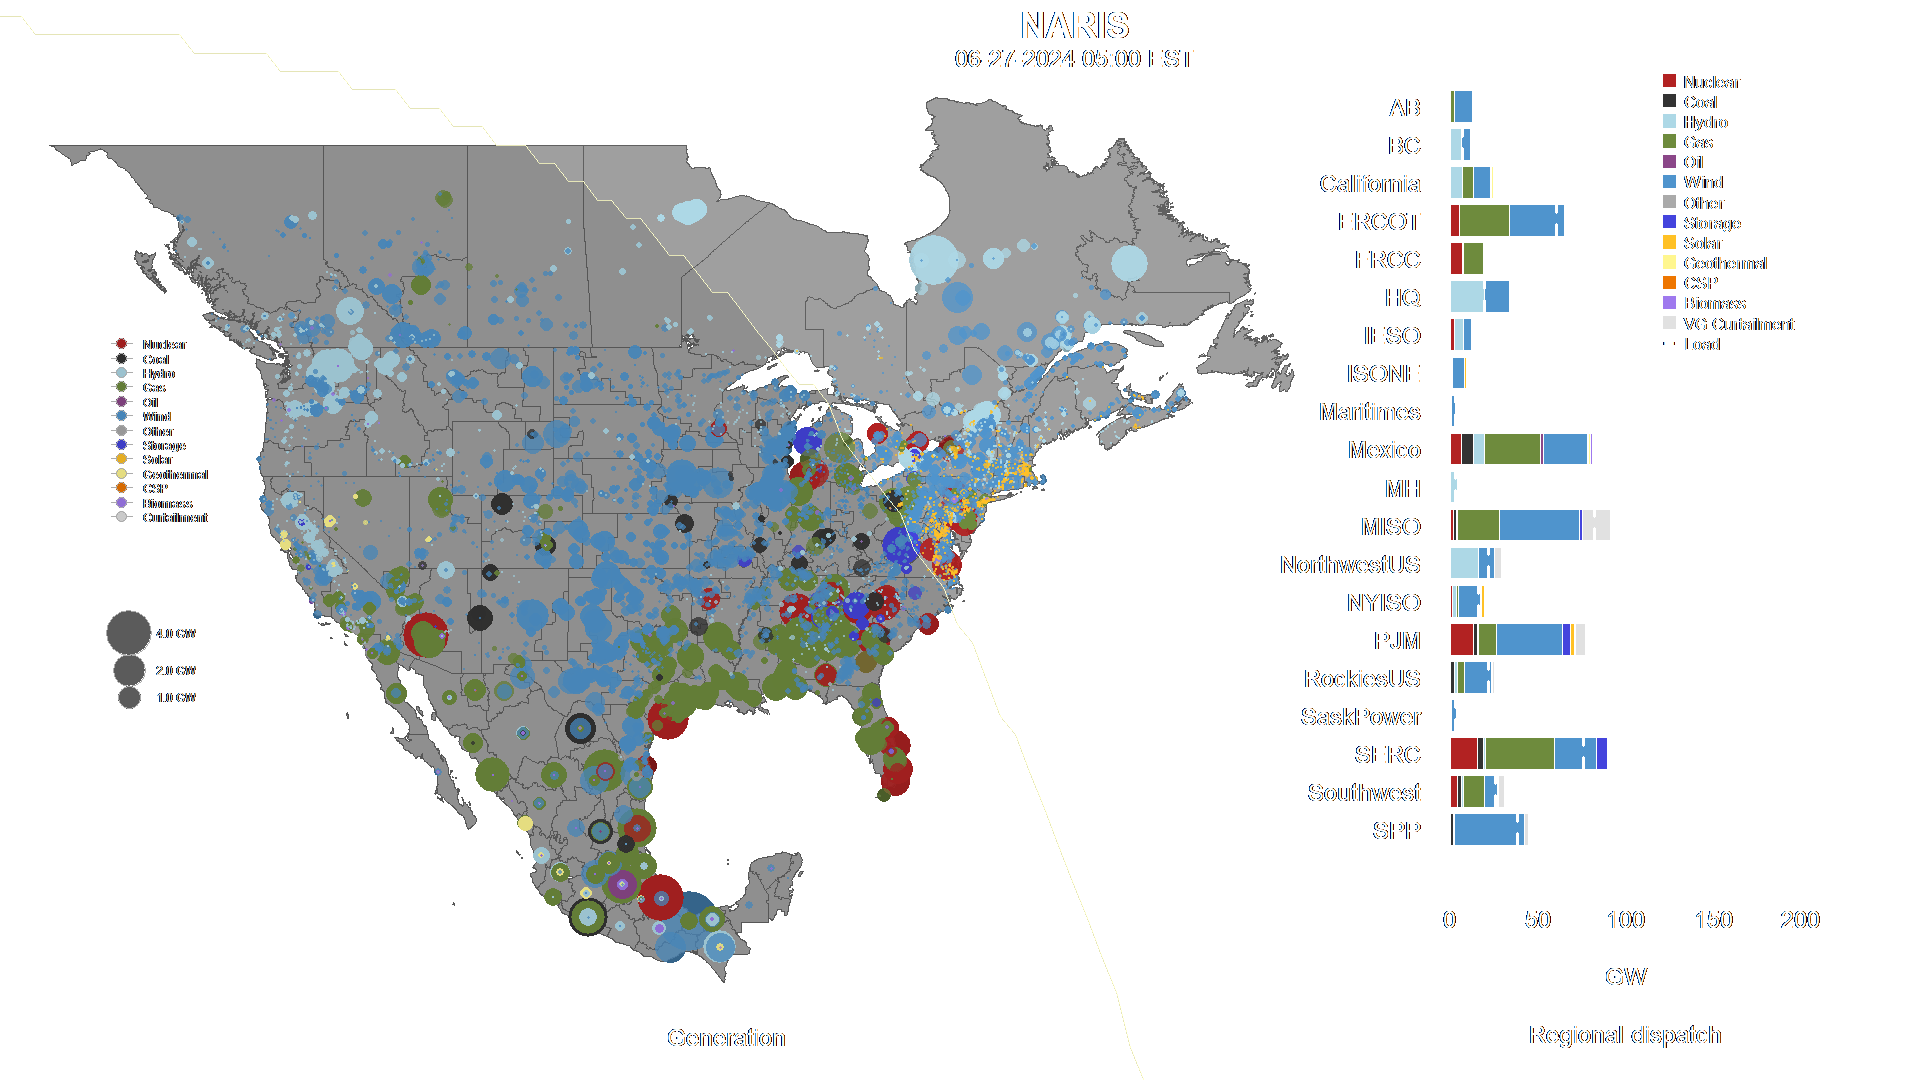 NARIS
06-27-2024 05:00 EST
Nuclear
Coal
Hydro
Gas
Oil
Wind
Other
Storage
Solar
Geothermal
CSP
Biomass
Curtailment
4.0 GW
2.0 GW
1.0 GW
Generation
AB
BC
California
ERCOT
FRCC
HQ
IESO
ISONE
Maritimes
Mexico
MH
MISO
NorthwestUS
NYISO
PJM
RockiesUS
SaskPower
SERC
Southwest
SPP
0 50 100 150 200
GW
Regional dispatch
Nuclear
Coal
Hydro
Gas
Oil
Wind
Other
Storage
Solar
Geothermal
CSP
Biomass
VG Curtailment
Load